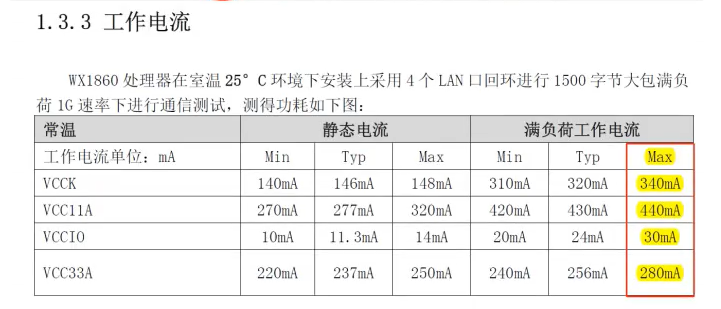 1.3.3 工作电流
WX1860 处理器在室温 25° C 环境下安装上采用 4 个 LAN 口回环进行 1500 字节大包满负
荷 1G 速率下进行通信测试，测得功耗如下图：
常温 静态电流 满负荷工作电流
工作电流单位：mA Min Typ Max Min Typ Max
VCCK 140mA 146mA 148mA 310mA 320mA 340mA
VCC11A 270mA 277mA 320mA 420mA 430mA 440mA
VCCIO 10mA 11.3mA 14mA 20mA 24mA 30mA
VCC33A 220mA 237mA 250mA 240mA 256mA 280mA